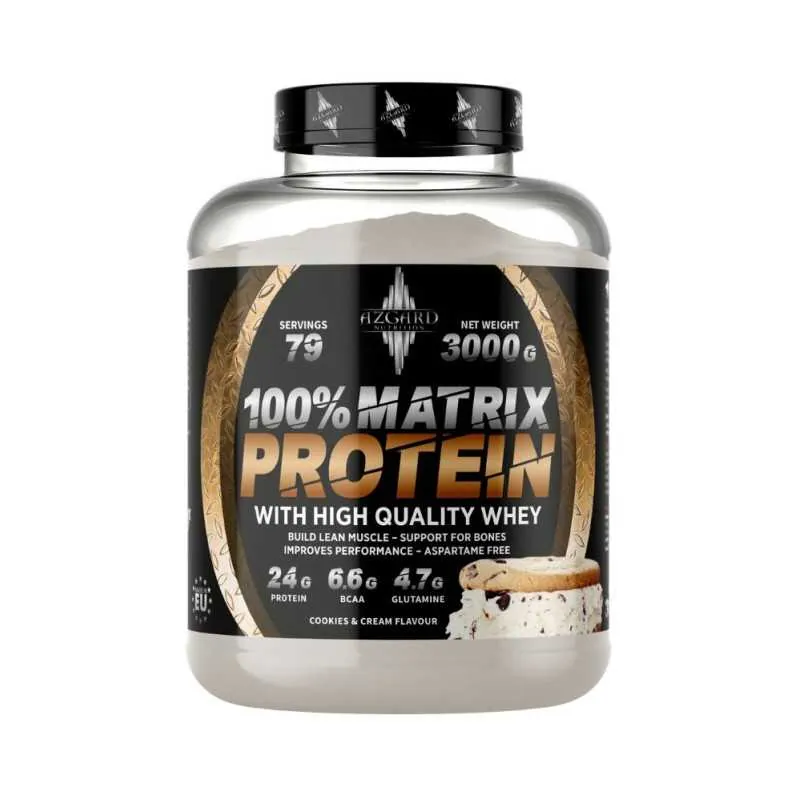 AZGARD
NUTRITION
SERVINGS
79
NET WEIGHT
3000G
100% MATRIX
PROTEIN
WITH HIGH QUALITY WHEY
BUILD LEAN MUSCLE – SUPPORT FOR BONES
IMPROVES PERFORMANCE – ASPARTAME FREE
24G
PROTEIN
6.6G
BCAA
4.7G
GLUTAMINE
COOKIES & CREAM FLAVOUR
EU